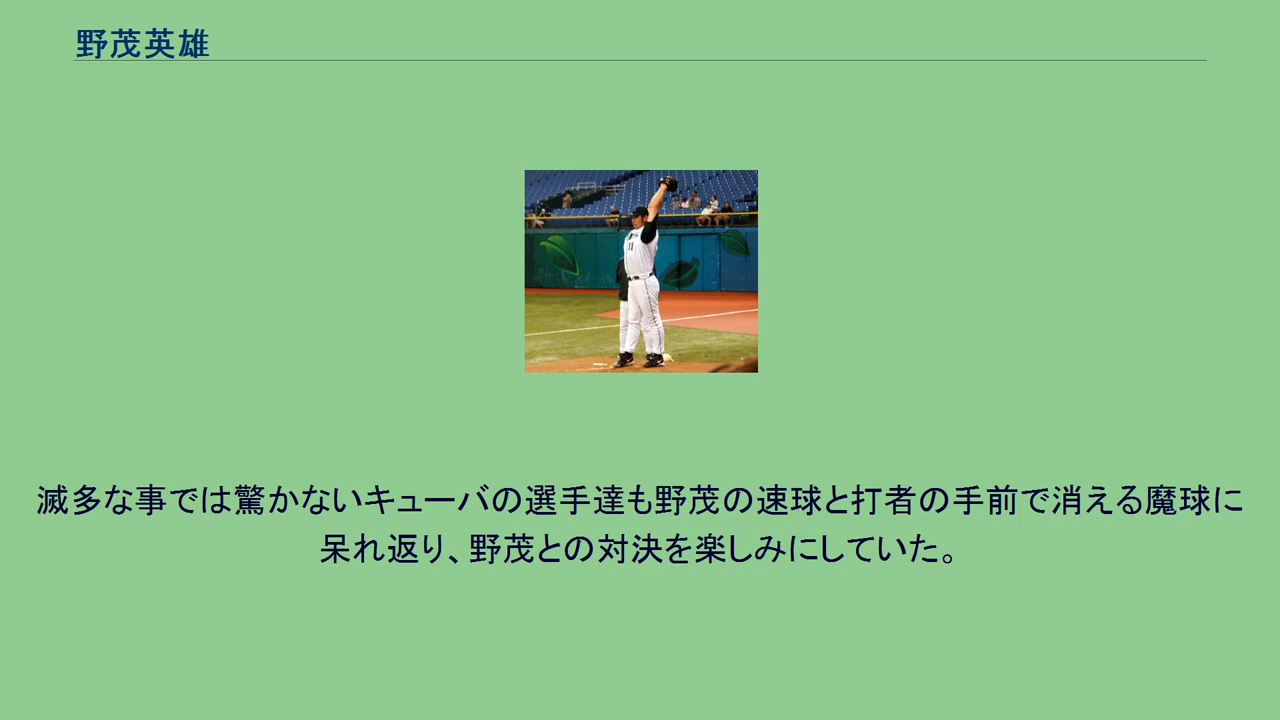 野茂英雄
11
滅多な事では驚かないキューバの選手達も野茂の速球と打者の手前で消える魔球に
呆れ返り、野茂との対決を楽しみにしていた。